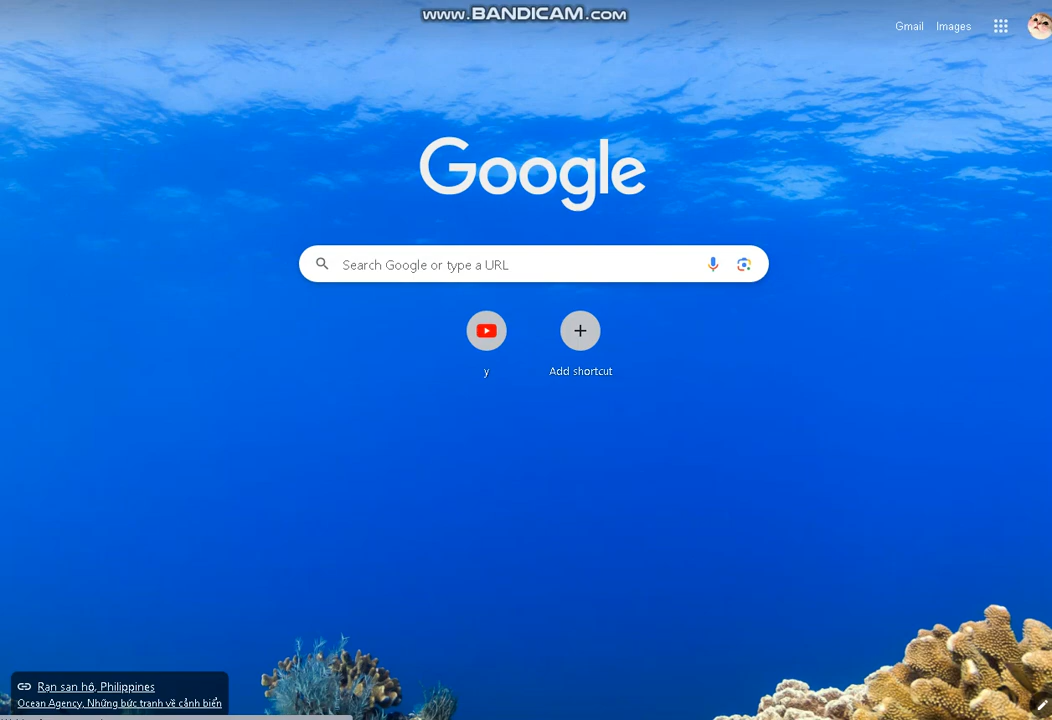 www.BANDICAM.com
Gmail Images
Google
Search Google or type a URL
y
Add shortcut
Rạn san hô, Philippines
Ocean Agency, Những bức tranh về cảnh biển